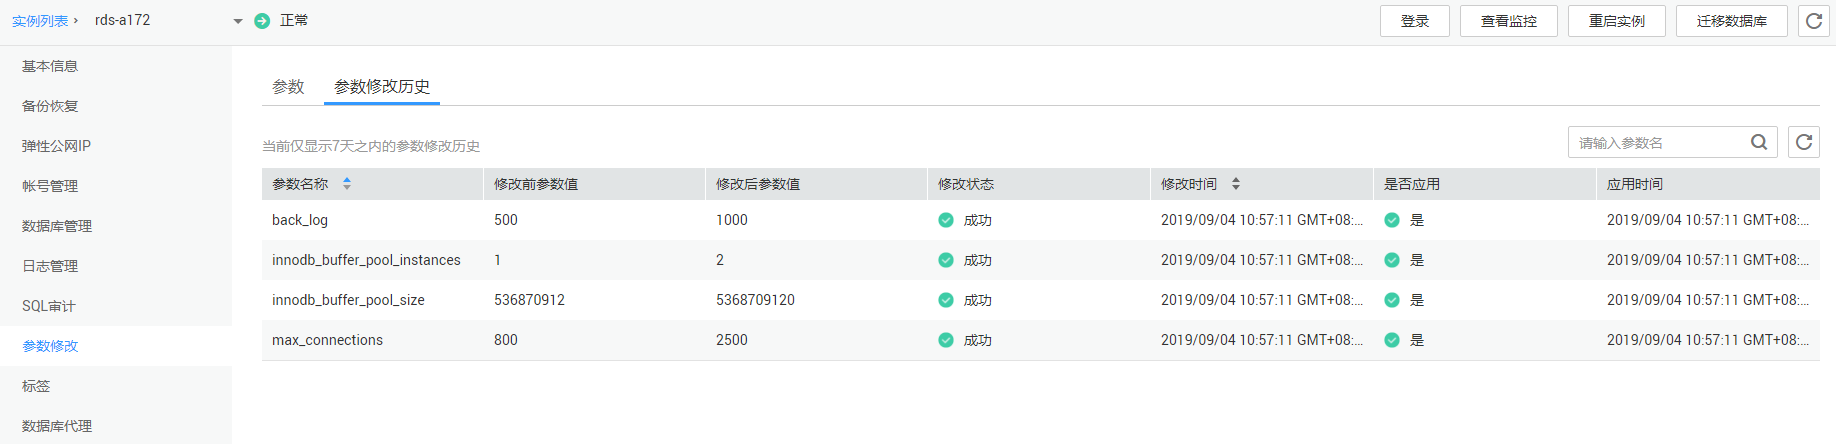 实例列表 › rds-a172 正常 登录 查看监控 重启实例 迁移数据库
基本信息
备份恢复
弹性公网IP
帐号管理
数据库管理
日志管理
SQL审计
参数修改
标签
数据库代理
参数 参数修改历史
当前仅显示7天之内的参数修改历史 请输入参数名
参数名称 修改前参数值 修改后参数值 修改状态 修改时间 是否应用 应用时间
back_log 500 1000 成功 2019/09/04 10:57:11 GMT+08:... 是 2019/09/04 10:57:11 GMT+08:...
innodb_buffer_pool_instances 1 2 成功 2019/09/04 10:57:11 GMT+08:... 是 2019/09/04 10:57:11 GMT+08:...
innodb_buffer_pool_size 536870912 5368709120 成功 2019/09/04 10:57:11 GMT+08:... 是 2019/09/04 10:57:11 GMT+08:...
max_connections 800 2500 成功 2019/09/04 10:57:11 GMT+08:... 是 2019/09/04 10:57:11 GMT+08:...